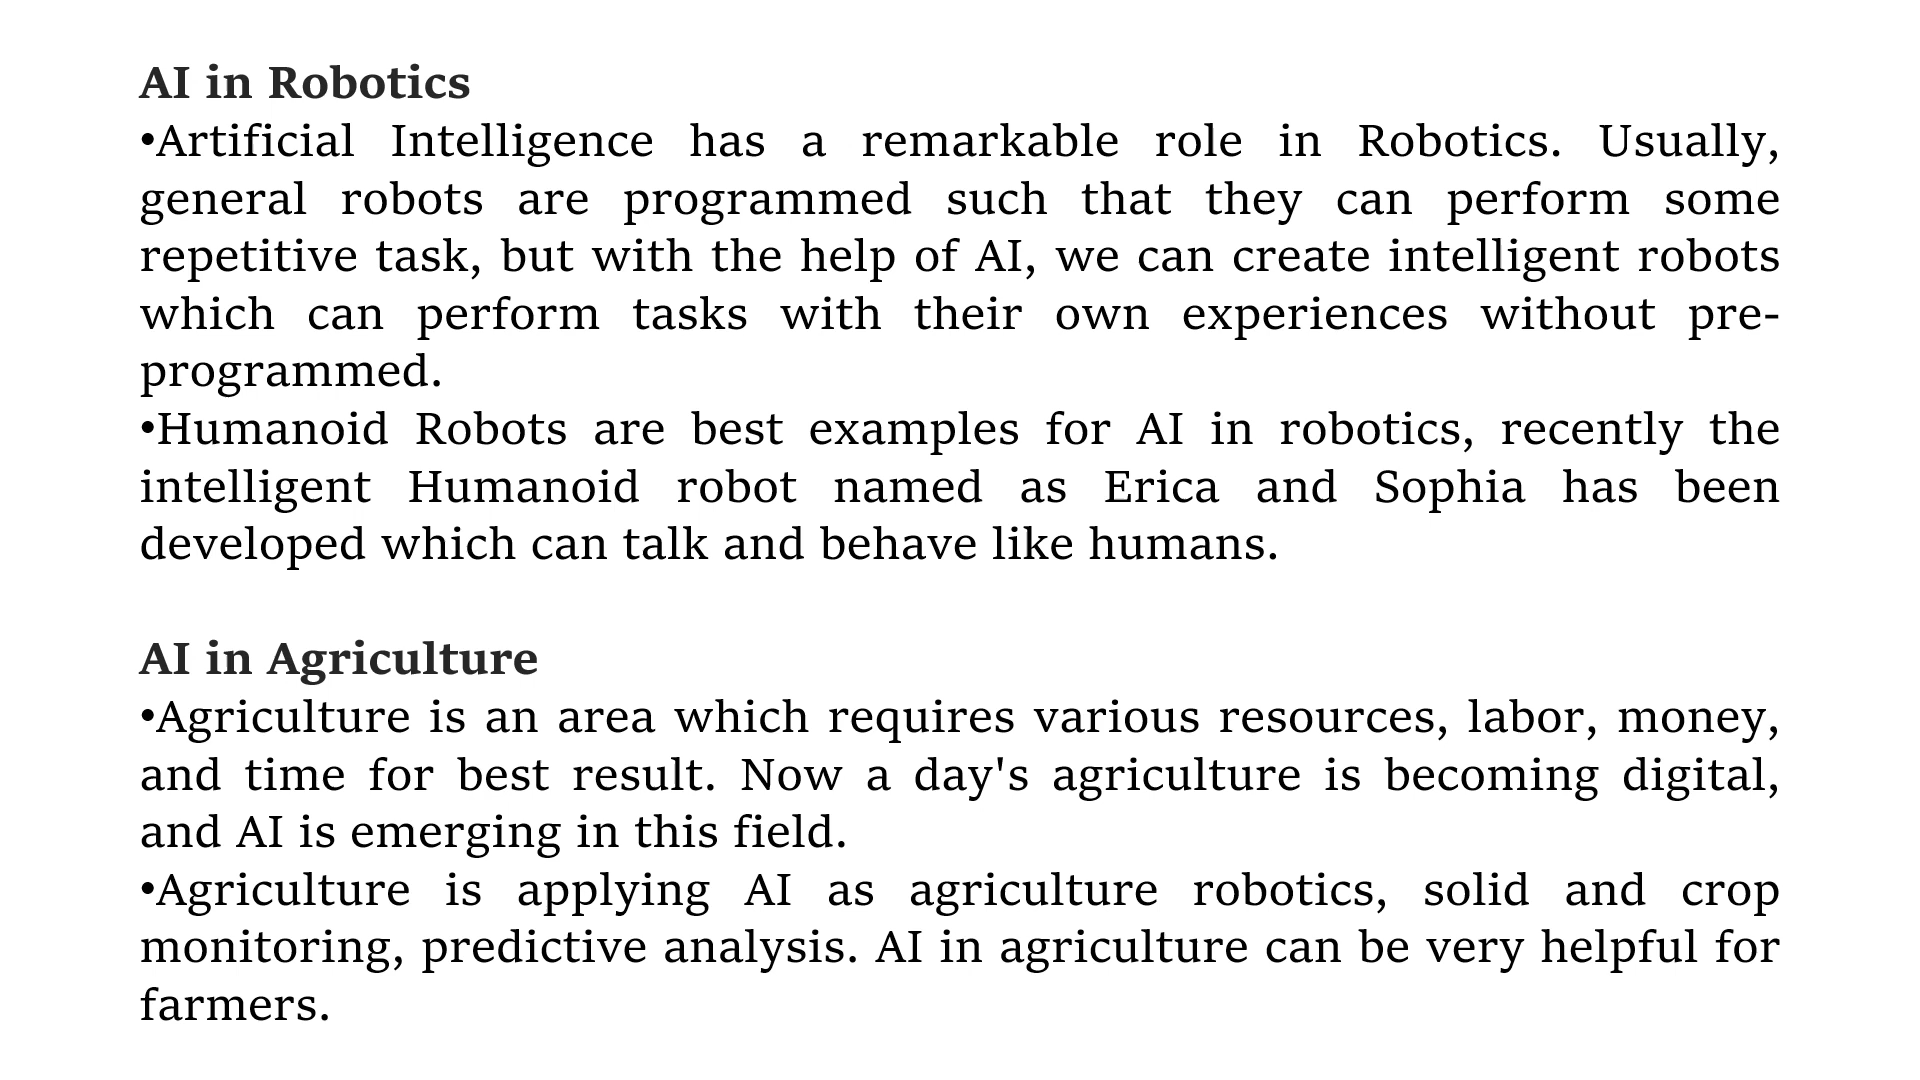 AI in Robotics
•Artificial Intelligence has a remarkable role in Robotics. Usually,
general robots are programmed such that they can perform some
repetitive task, but with the help of AI, we can create intelligent robots
which can perform tasks with their own experiences without pre-
programmed.
•Humanoid Robots are best examples for AI in robotics, recently the
intelligent Humanoid robot named as Erica and Sophia has been
developed which can talk and behave like humans.
AI in Agriculture
•Agriculture is an area which requires various resources, labor, money,
and time for best result. Now a day's agriculture is becoming digital,
and AI is emerging in this field.
•Agriculture is applying AI as agriculture robotics, solid and crop
monitoring, predictive analysis. AI in agriculture can be very helpful for
farmers.